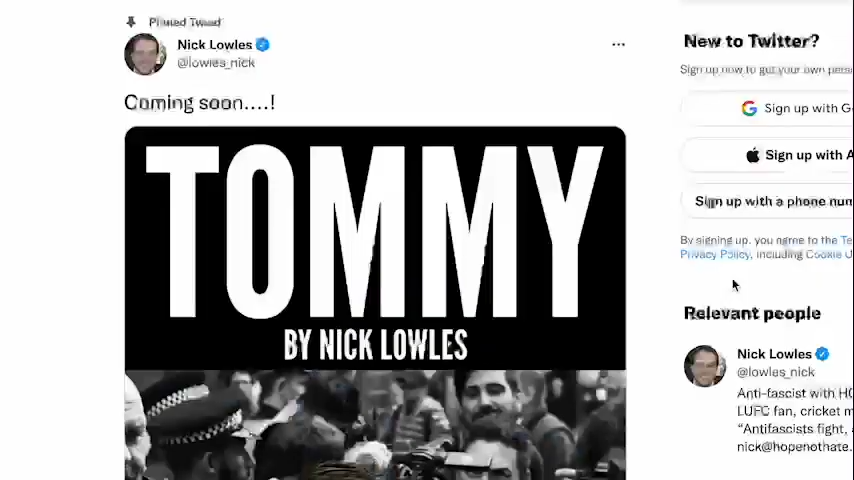 Pinned Tweet
Nick Lowles
@lowles_nick
Coming soon....!
TOMMY
BY NICK LOWLES
New to Twitter?
Sign up now to get your own
Sign up with G
Sign up with A
Sign up with a phone
By signing up, you agree to the
Privacy Policy, including Cookie
Relevant people
Nick Lowles
@lowles_nick
Anti-fascist with
LUFC fan, cricket
"Antifascists fight,
nick@hopenothate.